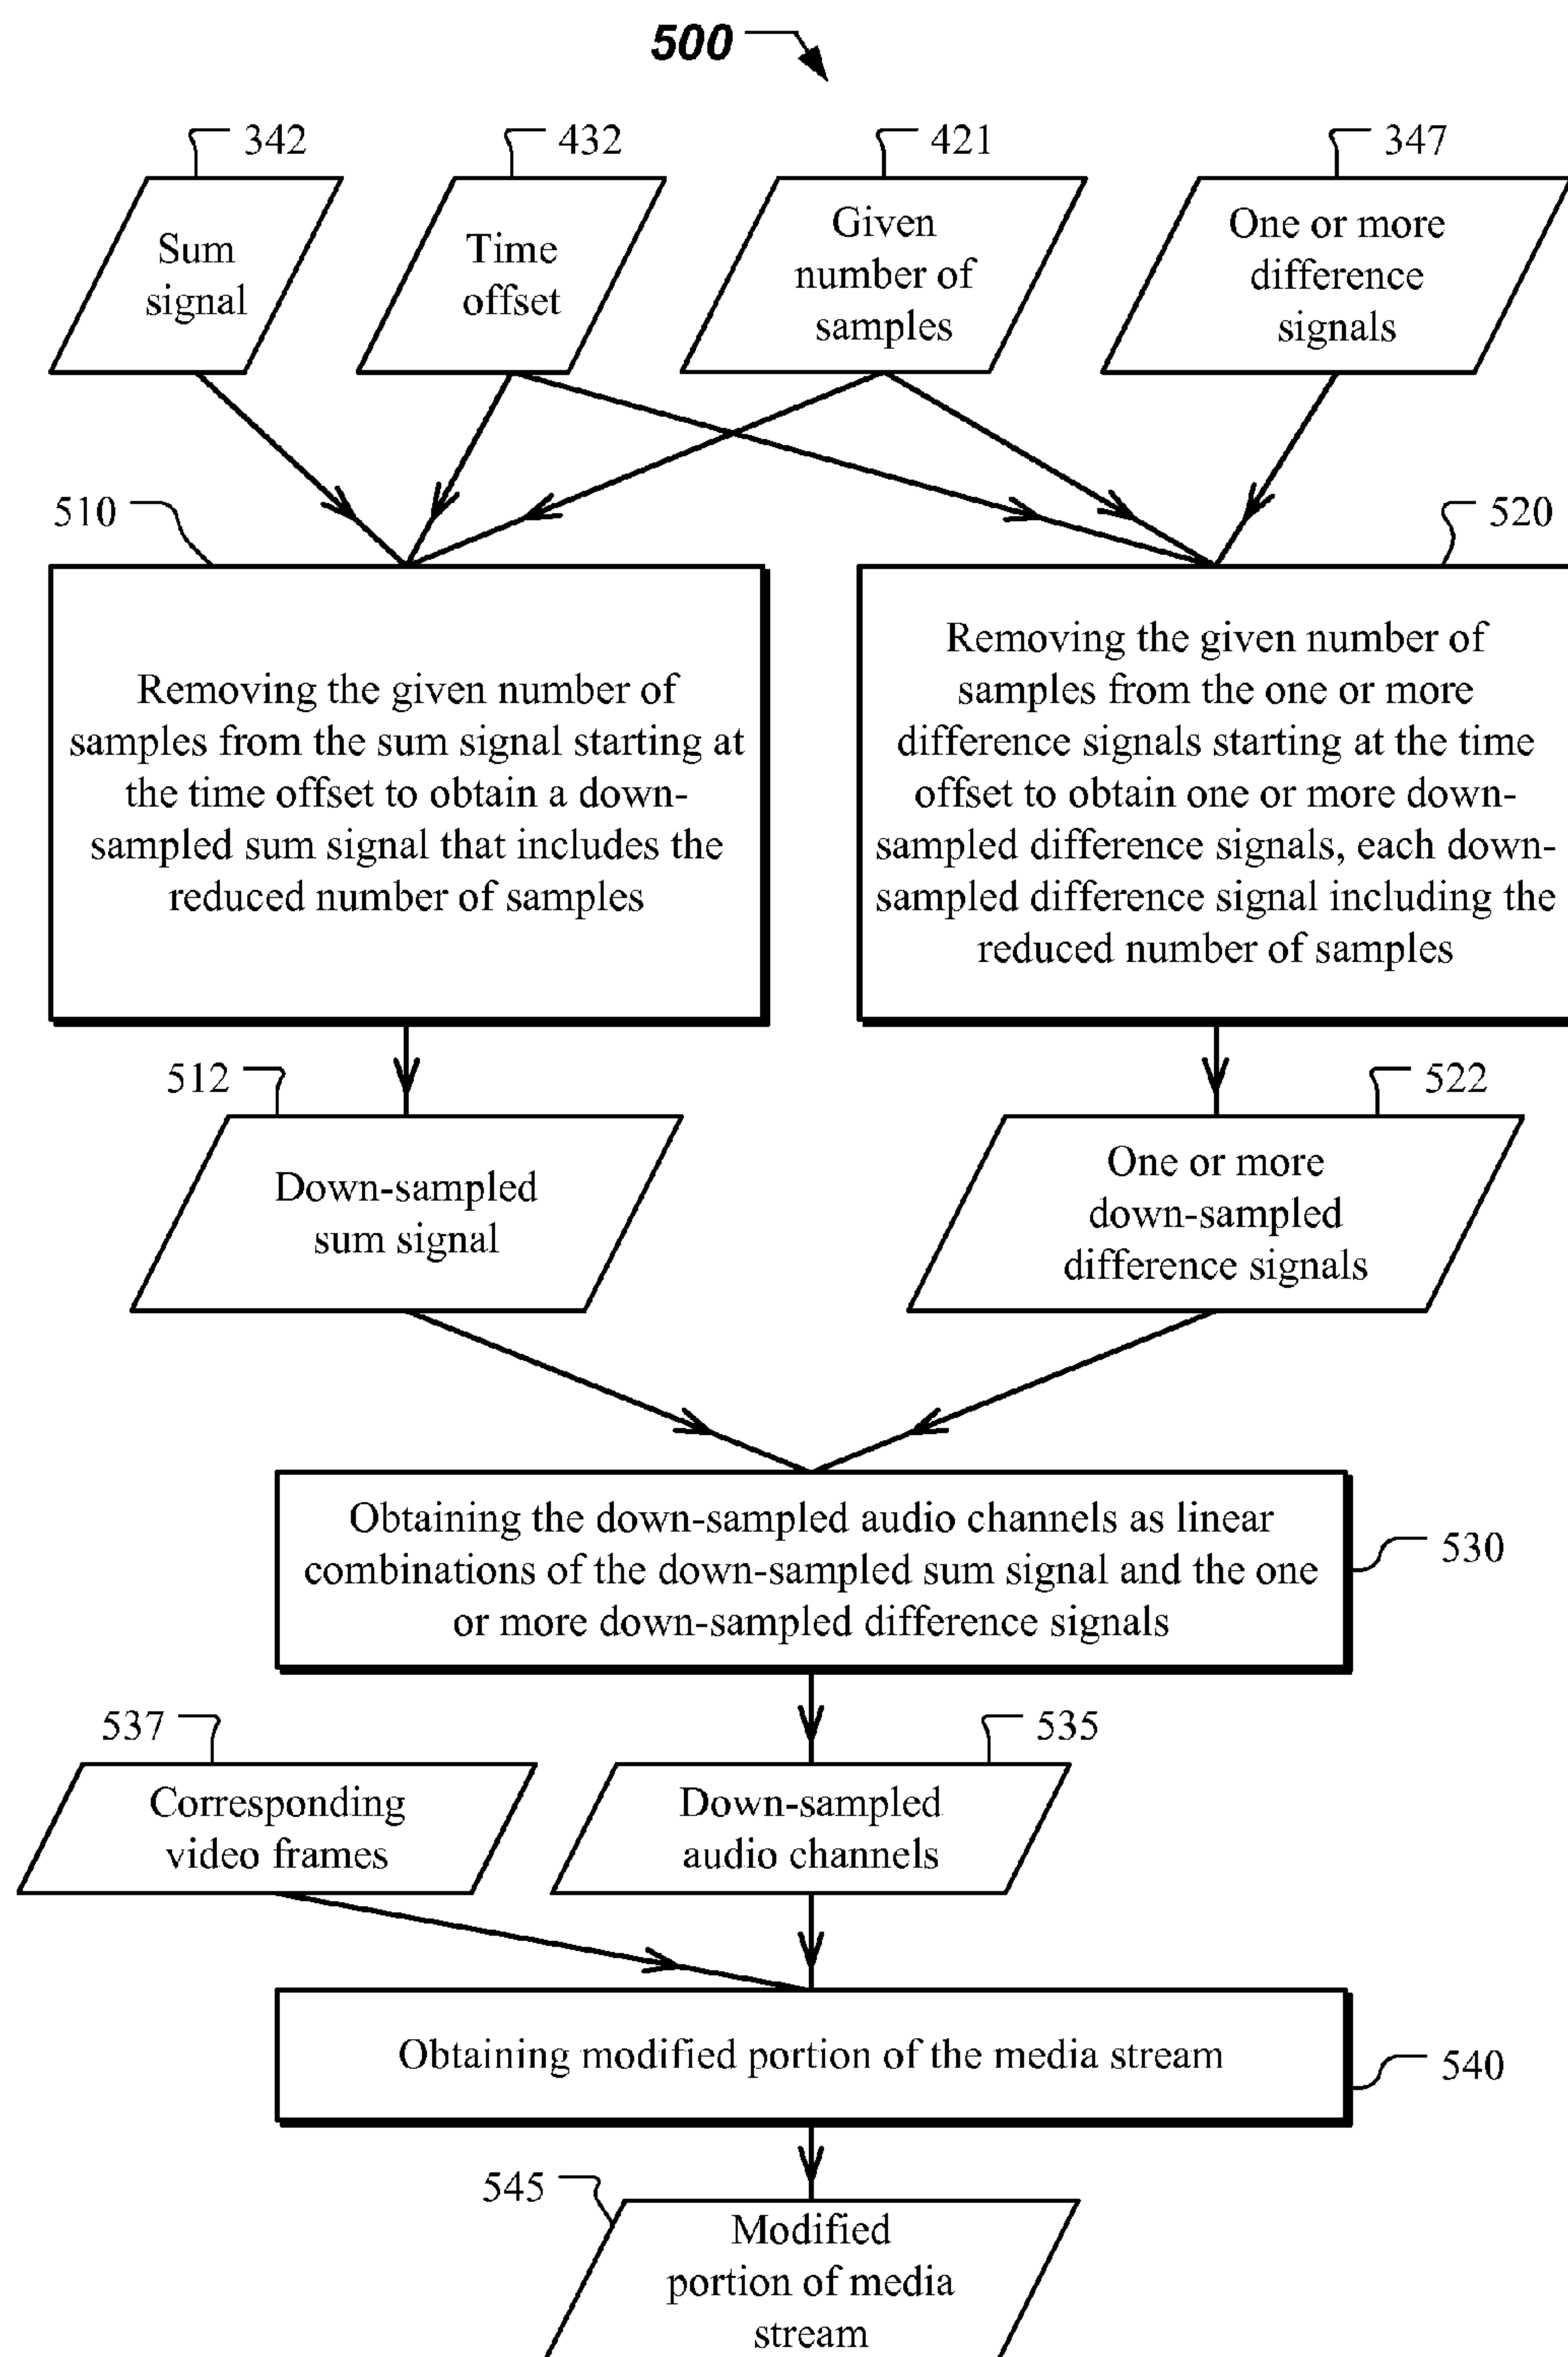 500
342
432
421
347
Sum
signal
Time
offset
Given
number of
samples
One or more
difference
signals
510
520
Removing the given number of
samples from the sum signal starting at
the time offset to obtain a down-
sampled sum signal that includes the
reduced number of samples
Removing the given number of
samples from the one or more
difference signals starting at the time
offset to obtain one or more down-
sampled difference signals, each down-
sampled difference signal including the
reduced number of samples
512
522
Down-sampled
sum signal
One or more
down-sampled
difference signals
Obtaining the down-sampled audio channels as linear
combinations of the down-sampled sum signal and the one
or more down-sampled difference signals
530
537
535
Corresponding
video frames
Down-sampled
audio channels
Obtaining modified portion of the media stream
540
545
Modified
portion of media
stream